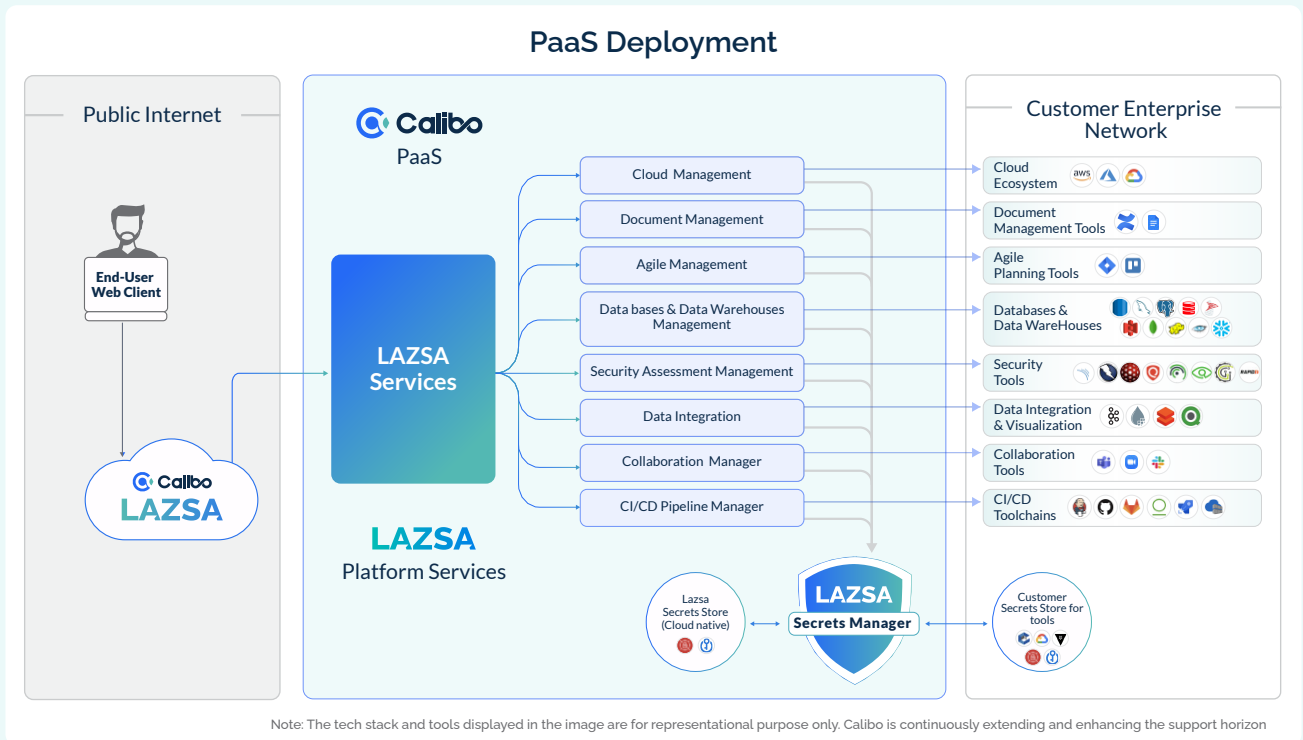 PaaS Deployment
Public Internet
End-User
Web Client
Calibo
LAZSA
Calibo
PaaS
LAZSA
Services
LAZSA
Platform Services
Cloud Management
Document Management
Agile Management
Data bases & Data Warehouses
Management
Security Assessment Management
Data Integration
Collaboration Manager
CI/CD Pipeline Manager
Lazsa
Secrets Store
(Cloud native)
LAZSA
Secrets Manager
Customer Enterprise
Network
Cloud
Ecosystem
aws
Document
Management Tools
Agile
Planning Tools
Databases &
Data WareHouses
Security
Tools
Data Integration
& Visualization
Collaboration
Tools
CI/CD
Toolchains
Customer
Secrets Store for
tools
Note: The tech stack and tools displayed in the image are for representational purpose only. Calibo is continuously extending and enhancing the support horizon